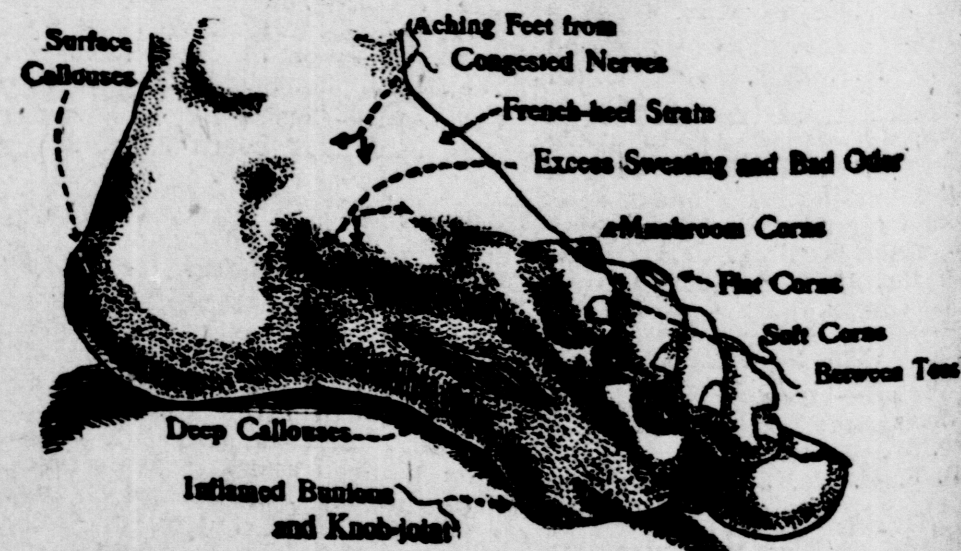 Surface
Callouses
Aching Feet from
Congested Nerves
French-heel Strain
Excess Sweating and Bad Odor
Mushroom Corns
Flat Corns
Soft Corns
Between Toes
Deep Callouses
Inflamed Bunions
and Knob-joint